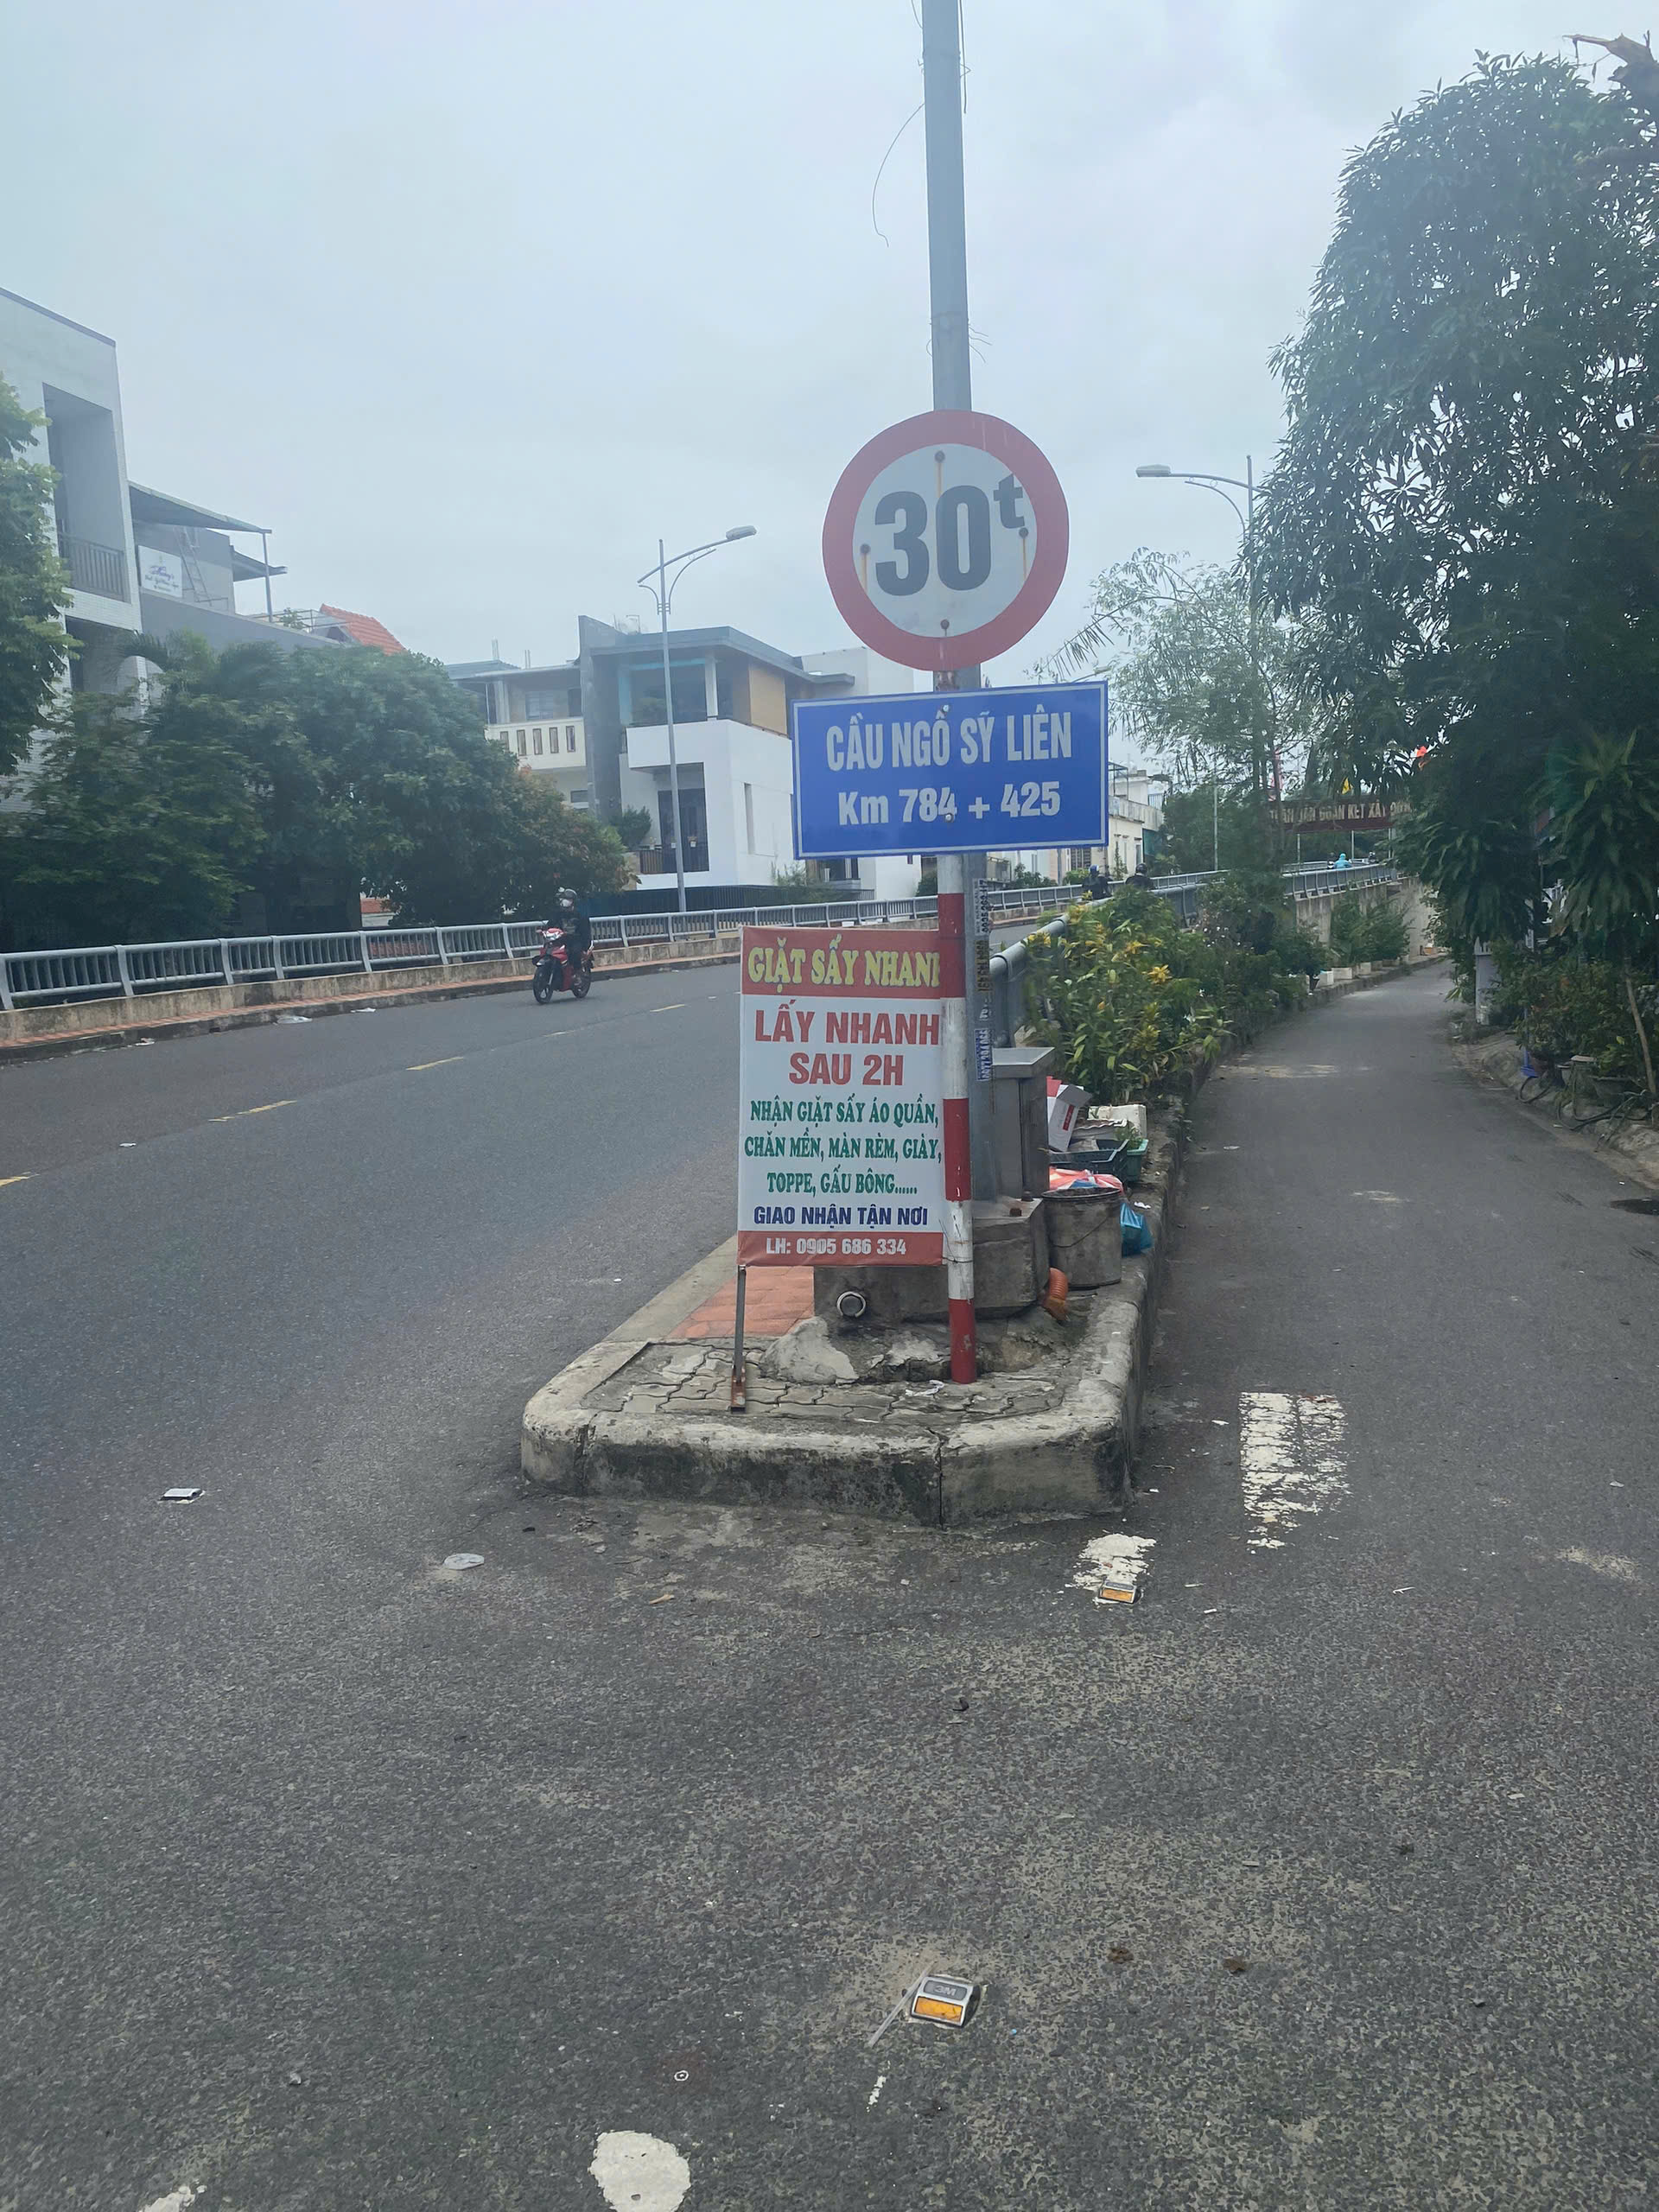 30t
CẦU NGÔ SỸ LIÊN
Km 784 + 425
GIẶT SẤY NHANH
LẤY NHANH
SAU 2H
NHẬN GIẶT SẤY ÁO QUẦN,
CHĂN MỀN, MÀN RÈM, GIÀY,
TOPPE, GẤU BÔNG......
GIAO NHẬN TẬN NƠI
LH: 0905 686 334
3M